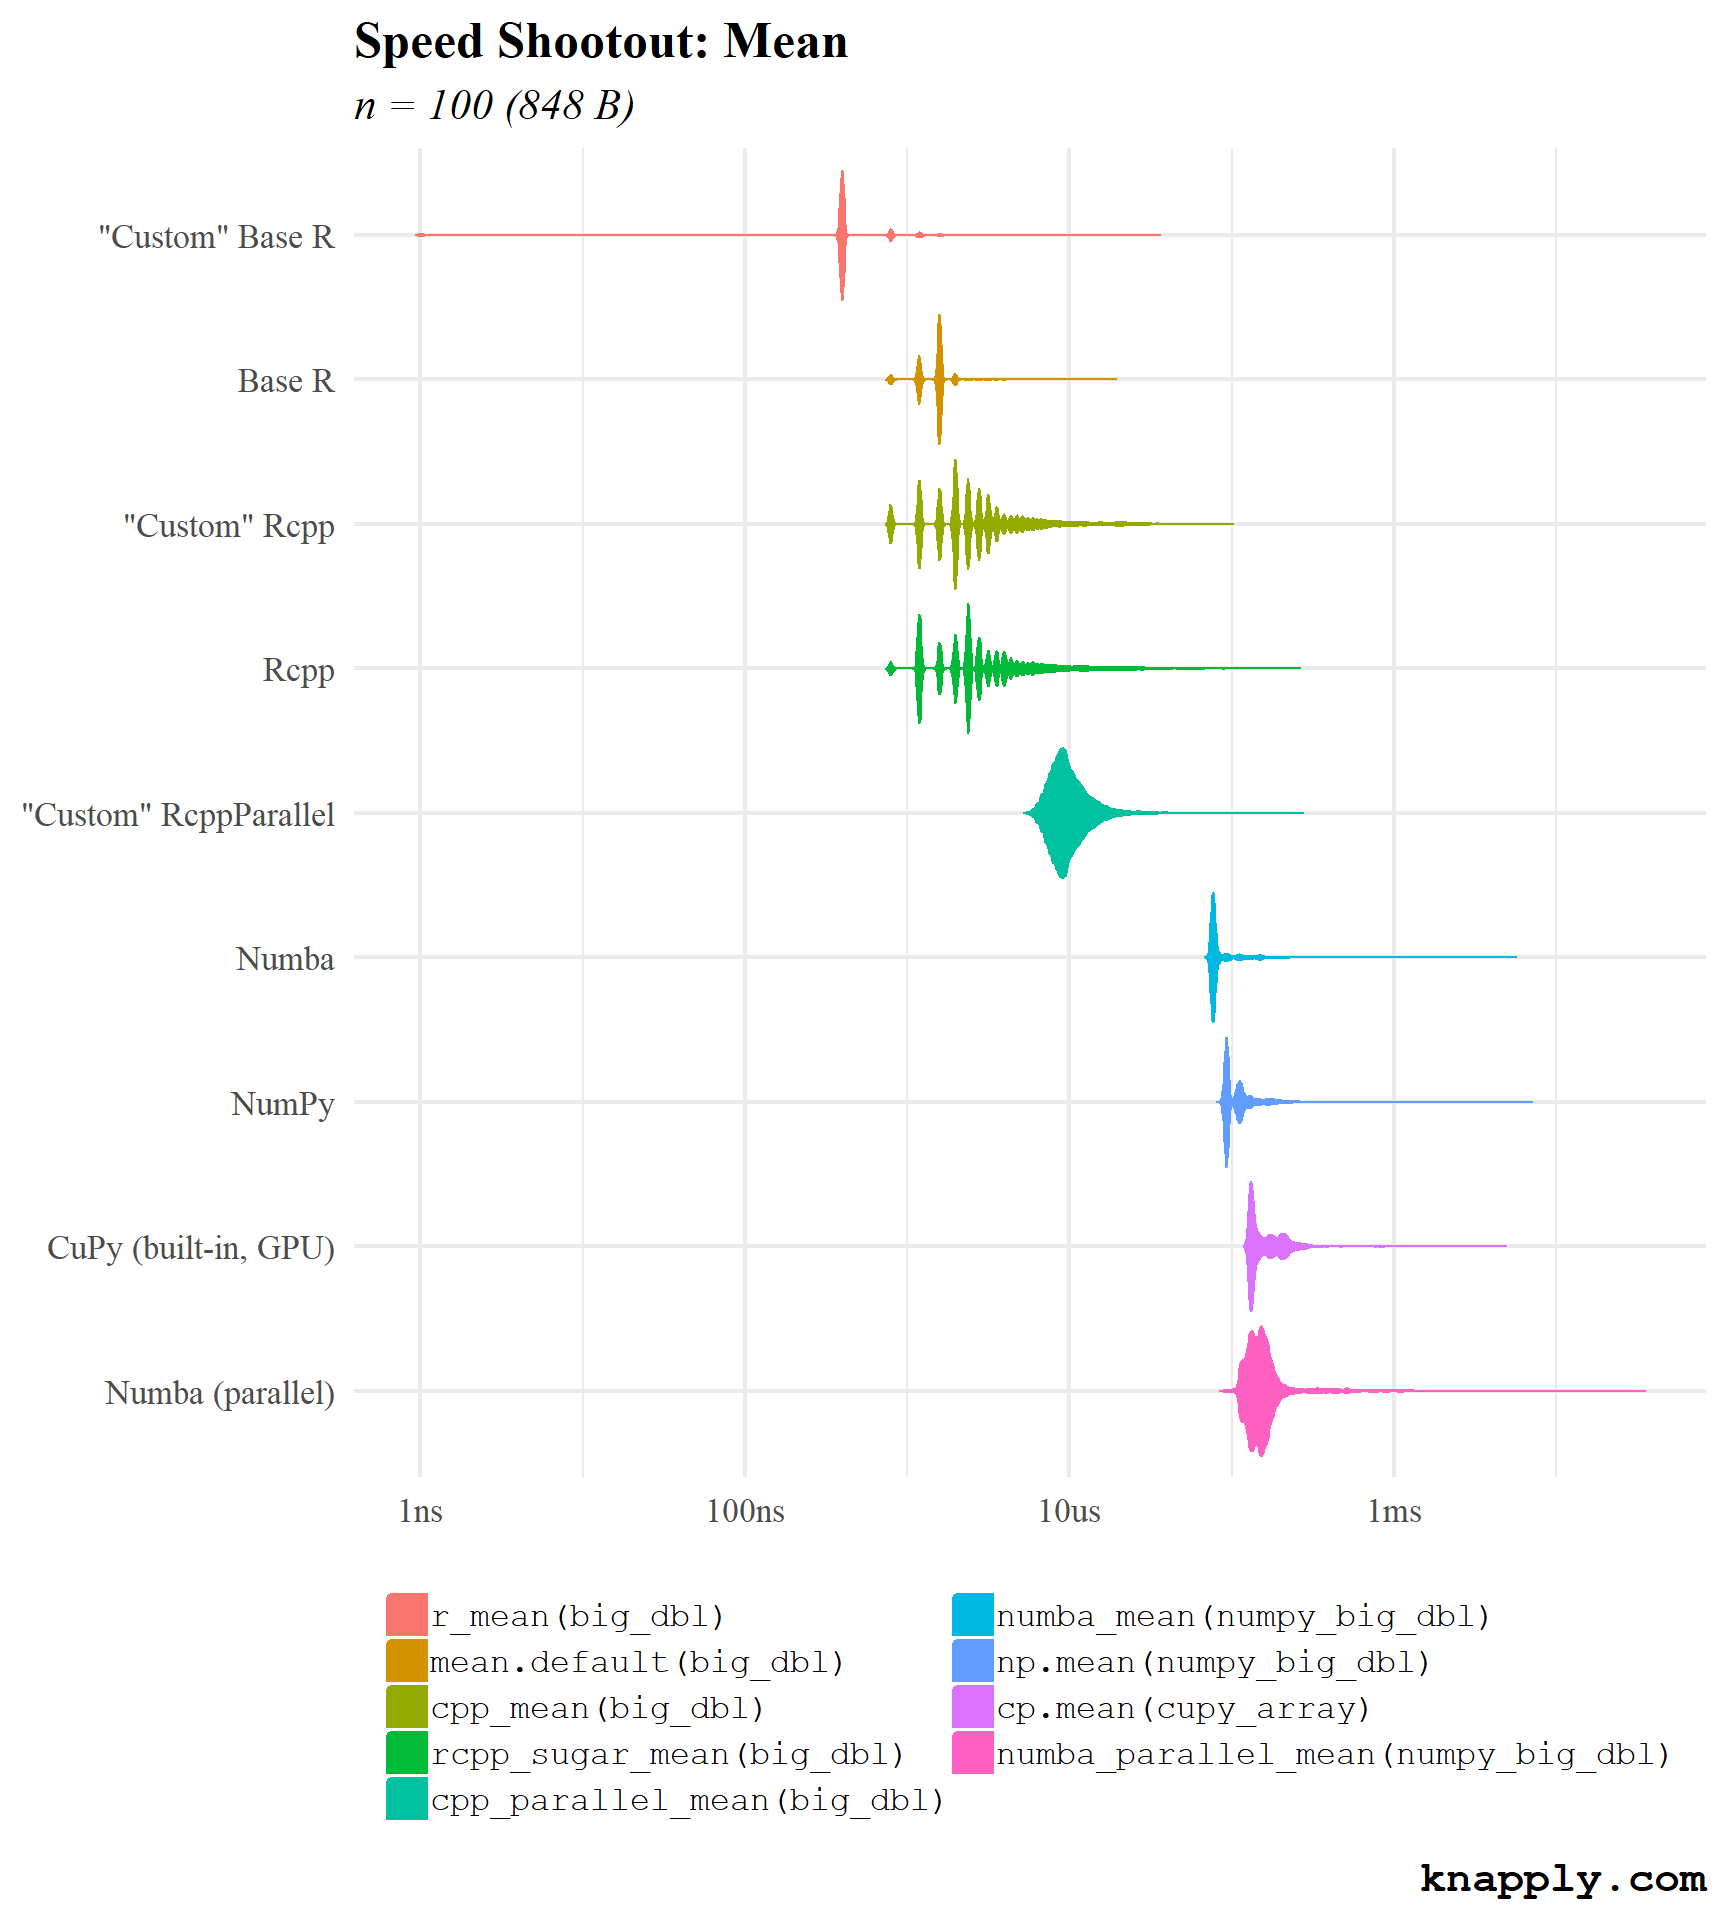 Speed Shootout: Mean
n = 100 (848 B)
"Custom" Base R
Base R
"Custom" Rcpp
Rcpp
"Custom" RcppParallel
Numba
NumPy
CuPy (built-in, GPU)
Numba (parallel)
1ns 100ns 10us 1ms
r_mean(big_dbl)
mean.default(big_dbl)
cpp_mean(big_dbl)
rcpp_sugar_mean(big_dbl)
cpp_parallel_mean(big_dbl)
numba_mean(numpy_big_dbl)
np.mean(numpy_big_dbl)
cp.mean(cupy_array)
numba_parallel_mean(numpy_big_dbl)
knapply.com